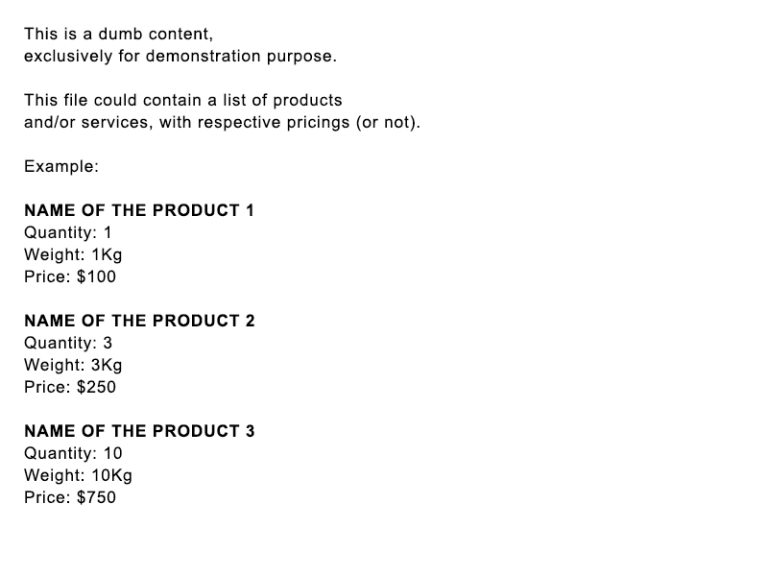 This is a dumb content,
exclusively for demonstration purpose.
This file could contain a list of products
and/or services, with respective pricings (or not).
Example:
NAME OF THE PRODUCT 1
Quantity: 1
Weight: 1Kg
Price: $100
NAME OF THE PRODUCT 2
Quantity: 3
Weight: 3Kg
Price: $250
NAME OF THE PRODUCT 3
Quantity: 10
Weight: 10Kg
Price: $750